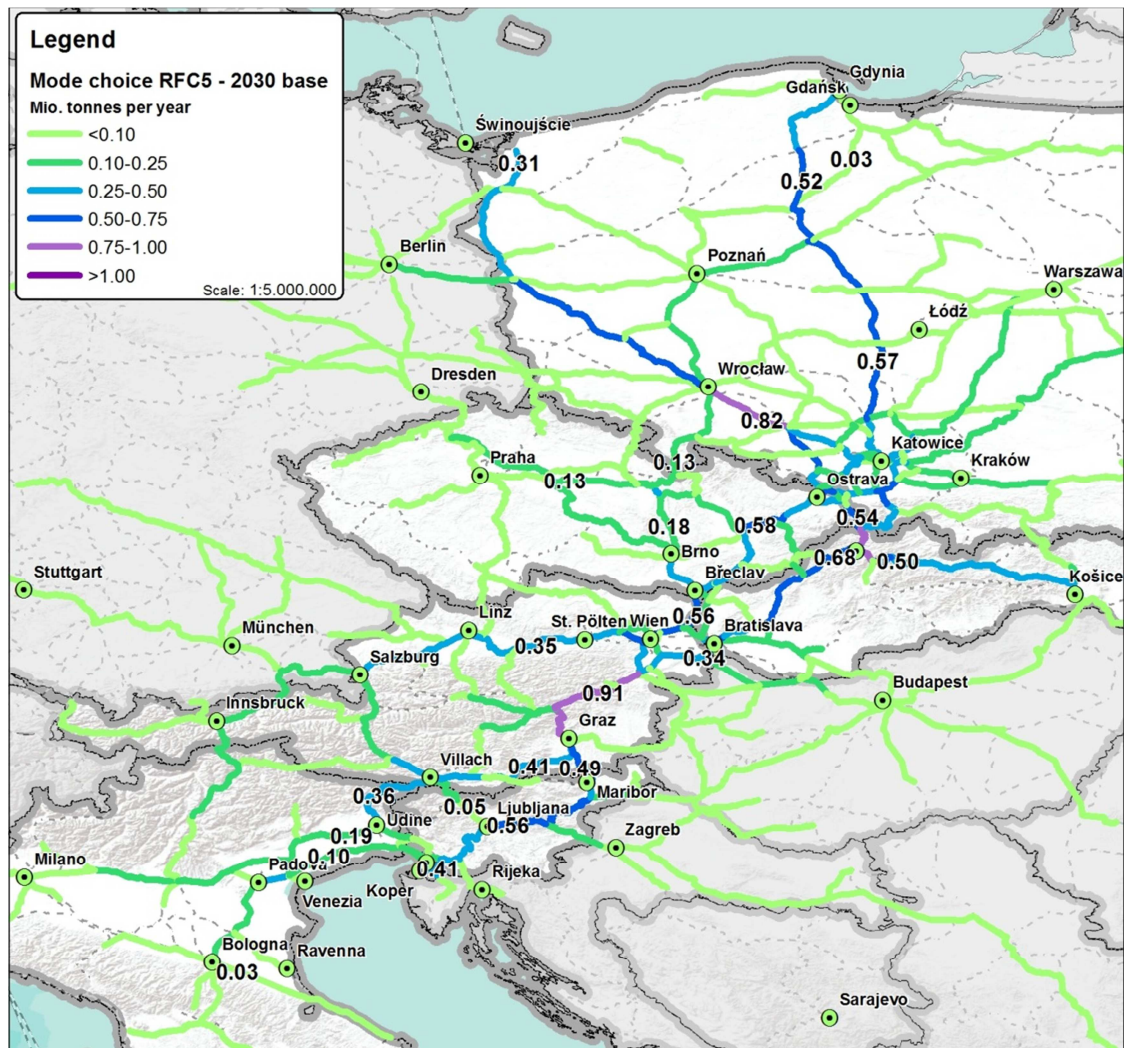 Legend
Mode choice RFC5 - 2030 base
Mio. tonnes per year
<0.10
0.10-0.25
0.25-0.50
0.50-0.75
0.75-1.00
>1.00
Scale: 1:5.000.000
Gdynia
Gdańsk
Świnoujście
0.31
0.03
0.52
Berlin
Poznań
Warszawa
Łódź
0.57
Dresden
Wrocław
0.82
Katowice
Praha
0.13
0.13
Kraków
Ostrava
0.18
0.58
0.54
Brno
0.68
0.50
Stuttgart
Břeclav
Košice
Linz
St. Pölten
Wien
0.56
München
0.35
Bratislava
0.34
Salzburg
0.91
Budapest
Innsbruck
Graz
Villach
0.41
0.49
Maribor
0.36
0.05
Ljubljana
0.56
Udine
0.19
Zagreb
0.10
Milano
Padova
0.41
Rijeka
Koper
Venezia
Bologna
Ravenna
0.03
Sarajevo